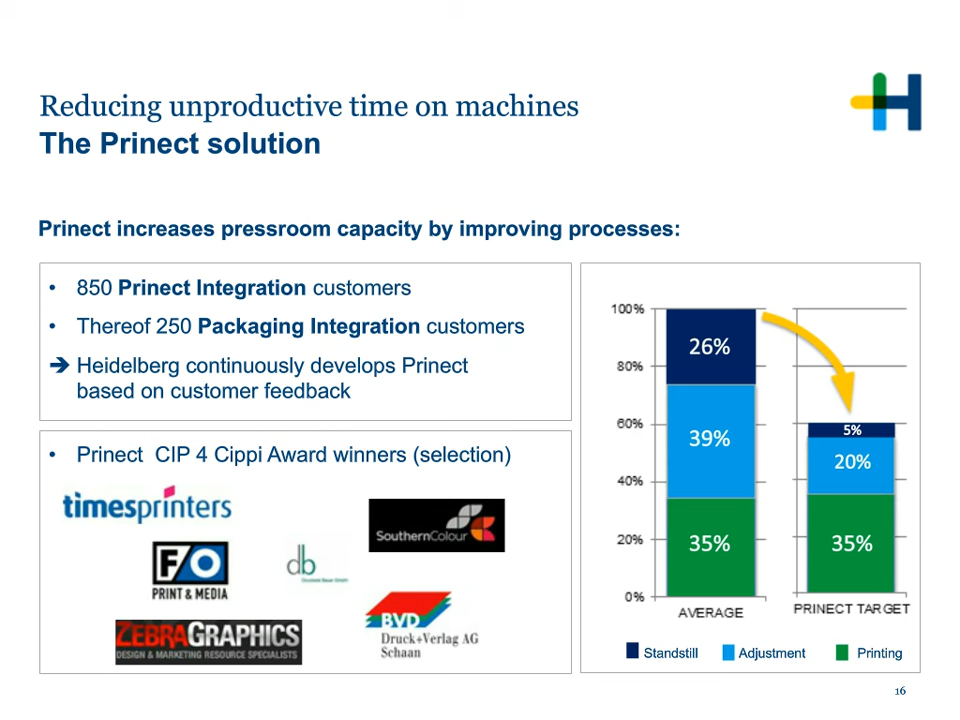 Reducing unproductive time on machines
The Prinect solution
Prinect increases pressroom capacity by improving processes:
• 850 Prinect Integration customers
• Thereof 250 Packaging Integration customers
➔ Heidelberg continuously develops Prinect
based on customer feedback
• Prinect CIP 4 Cippi Award winners (selection)
timesprinters
SouthernColour
F/O
PRINT & MEDIA
db
BVD
Druck+Verlag AG
Schaan
ZEBRAGRAPHICS
DESIGN & MARKETING RESOURCE SPECIALISTS
100%
80%
60%
40%
20%
0%
26%
39%
35%
5%
20%
35%
AVERAGE
PRINECT TARGET
Standstill
Adjustment
Printing
16